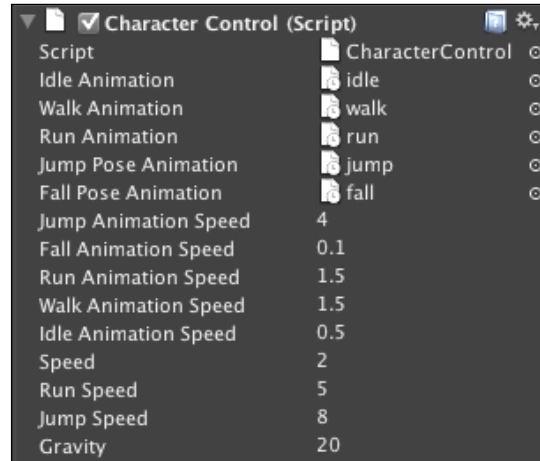 Character Control (Script)
Script CharacterControl
Idle Animation idle
Walk Animation walk
Run Animation run
Jump Pose Animation jump
Fall Pose Animation fall
Jump Animation Speed 4
Fall Animation Speed 0.1
Run Animation Speed 1.5
Walk Animation Speed 1.5
Idle Animation Speed 0.5
Speed 2
Run Speed 5
Jump Speed 8
Gravity 20